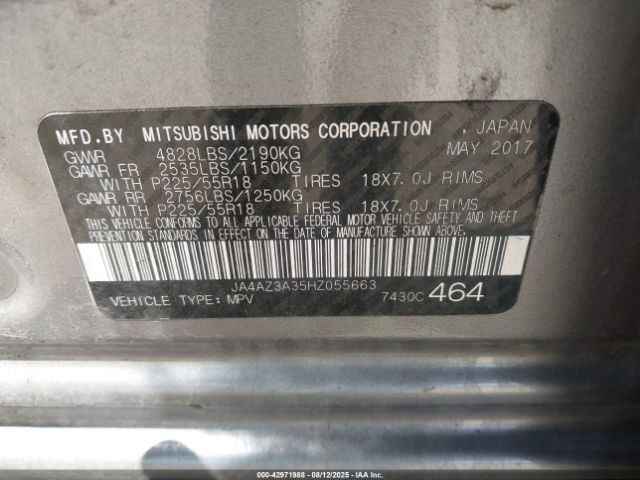 MFD.BY MITSUBISHI MOTORS CORPORATION . JAPAN
GVWR 4828LBS/2190KG MAY 2017
GAWR FR 2535LBS/1150KG
WITH P225/55R18 TIRES 18X7.0J RIMS
GAWR RR 2756LBS/1250KG
WITH P225/55R18 TIRES 18X7.0J RIMS
THIS VEHICLE CONFORMS TO ALL APPLICABLE FEDERAL MOTOR VEHICLE SAFETY AND THEFT
PREVENTION STANDARDS IN EFFECT ON THE DATE OF MANUFACTURE SHOWN ABOVE.
JA4AZ3A35HZ055663
VEHICLE TYPE:MPV 7430C 464
000-42971988 - 08/12/2025 - IAA Corp.